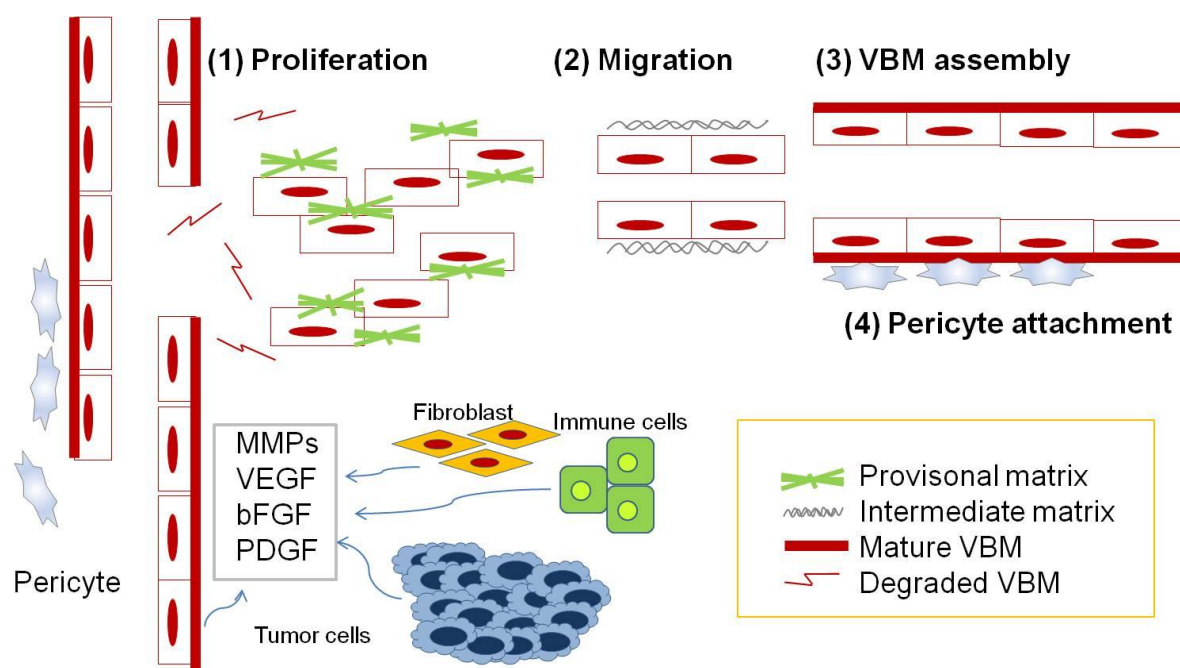 (1) Proliferation
(2) Migration
(3) VBM assembly
(4) Pericyte attachment
Fibroblast
Immune cells
MMPs
VEGF
bFGF
PDGF
Pericyte
Tumor cells
Provisonal matrix
Intermediate matrix
Mature VBM
Degraded VBM